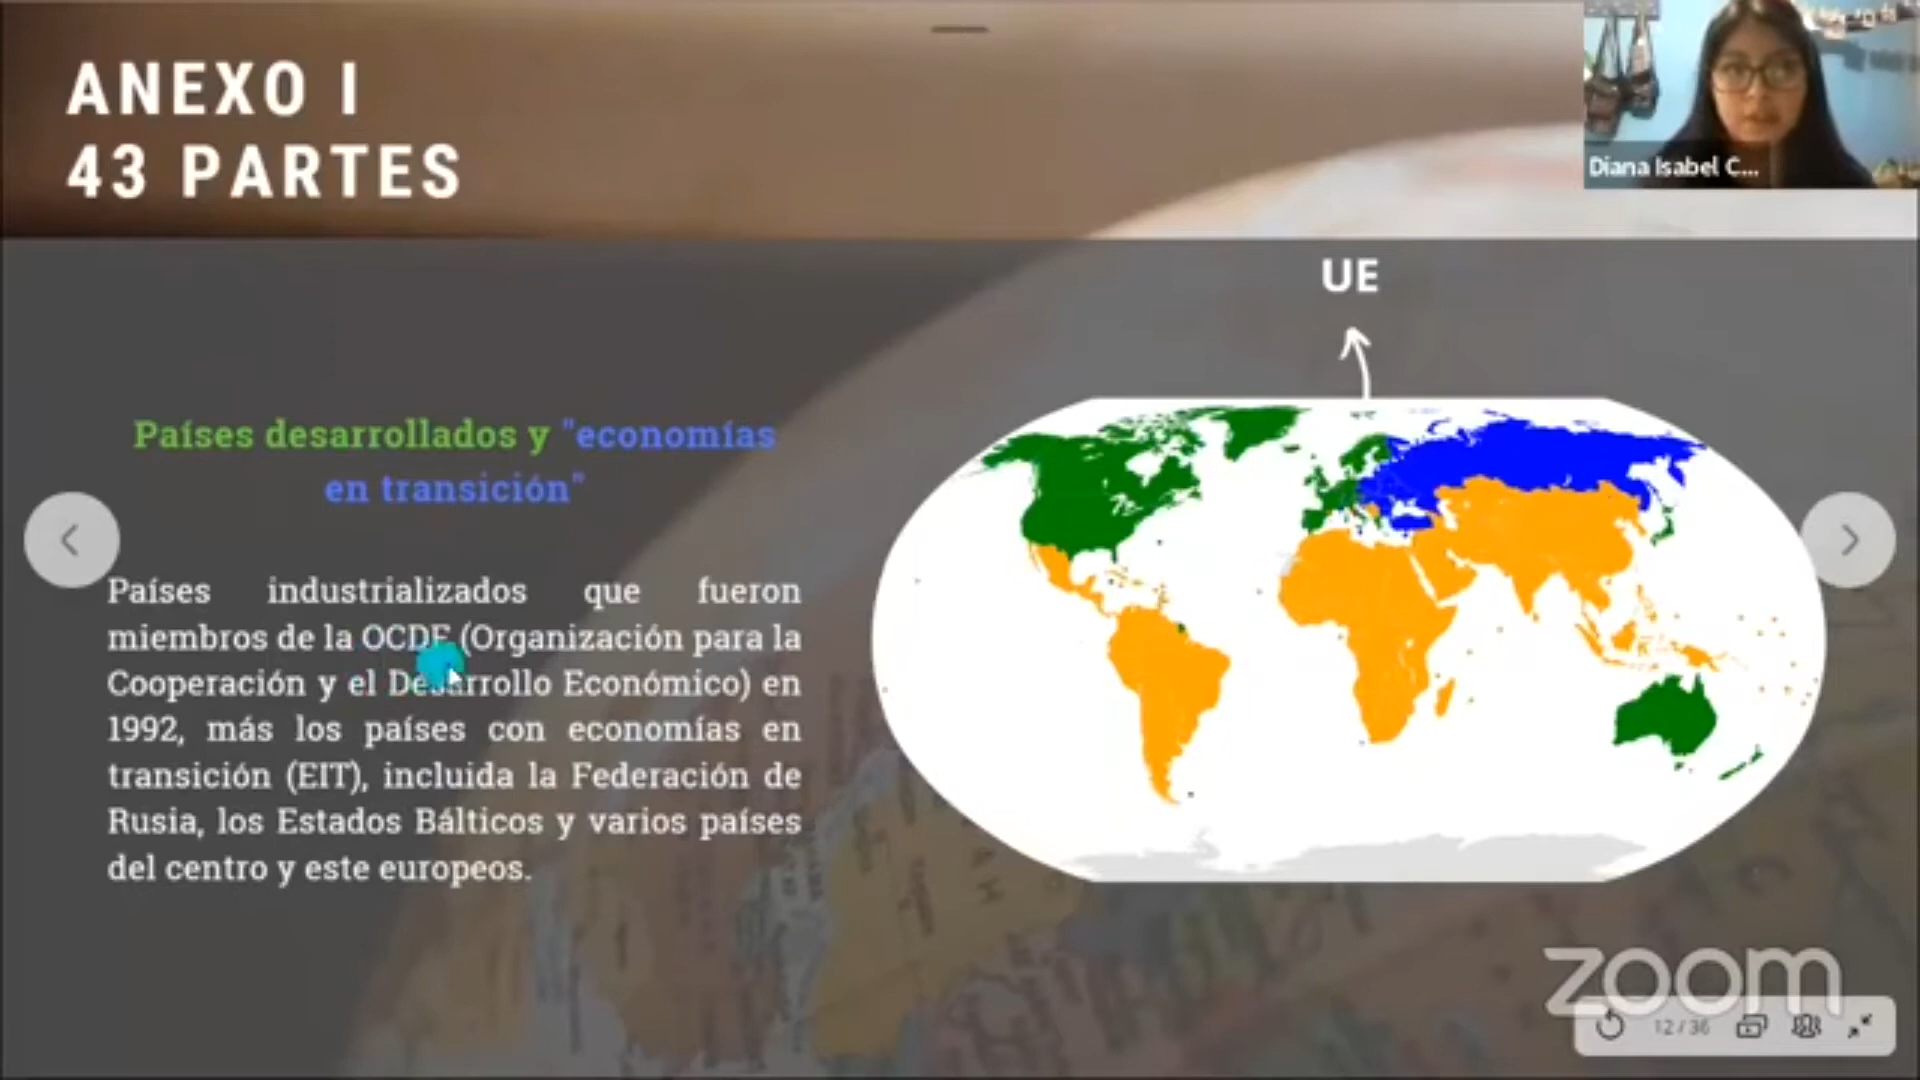 ANEXO I
43 PARTES
Diana Isabel C...
UE
Países desarrollados y "economías
en transición"
Países industrializados que fueron
miembros de la OCDE (Organización para la
Cooperación y el Desarrollo Económico) en
1992, más los países con economías en
transición (EIT), incluida la Federación de
Rusia, los Estados Bálticos y varios países
del centro y este europeos.
zoom
12 / 36